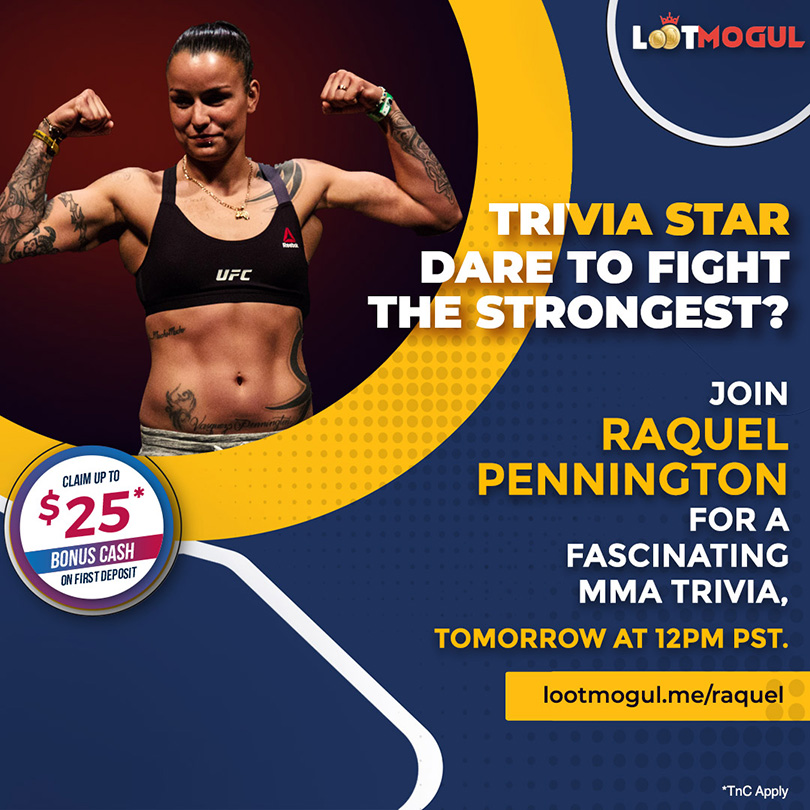 LOOTMOGUL
TRIVIA STAR
DARE TO FIGHT
THE STRONGEST?
JOIN
RAQUEL
PENNINGTON
FOR A
FASCINATING
MMA TRIVIA,
TOMORROW AT 12PM PST.
lootmogul.me/raquel
CLAIM UP TO
$25*
BONUS CASH
ON FIRST DEPOSIT
Reebok
UFC
*TnC Apply